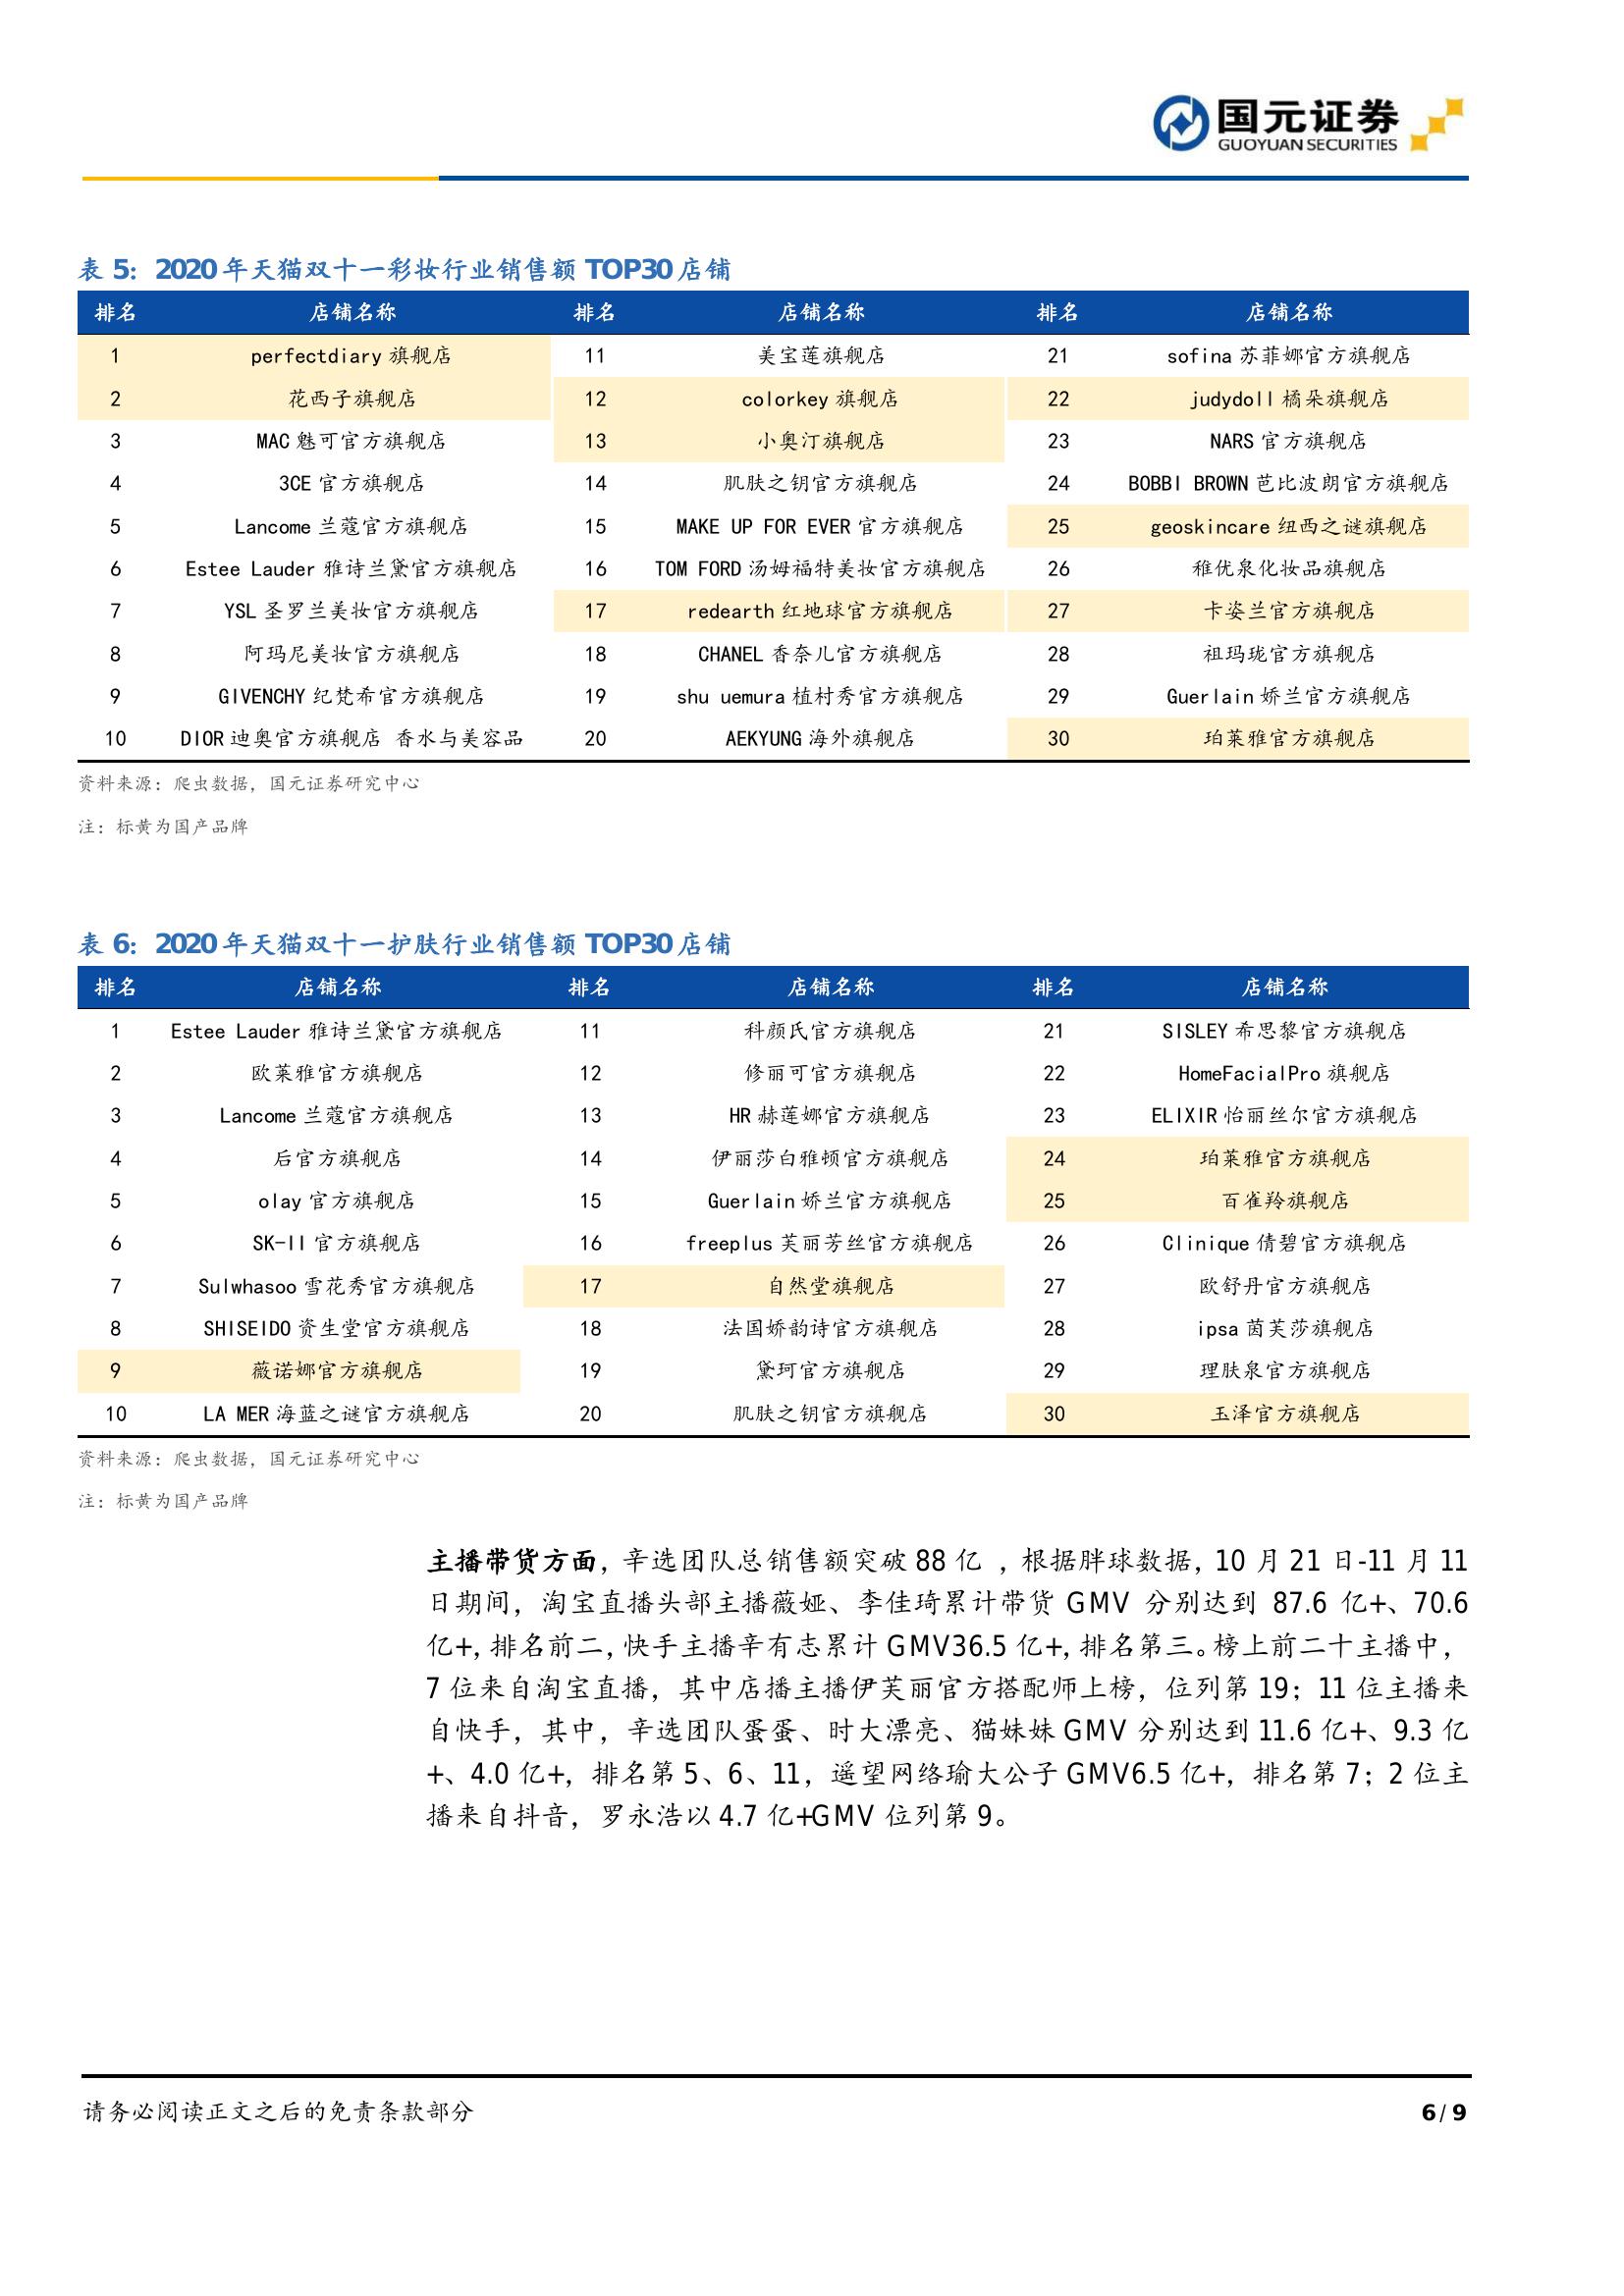 国元证券
GUOYUAN SECURITIES
表 5：2020 年天猫双十一彩妆行业销售额 TOP30 店铺
排名 店铺名称 排名 店铺名称 排名 店铺名称
1 perfectdiary 旗舰店 11 美宝莲旗舰店 21 sofina 苏菲娜官方旗舰店
2 花西子旗舰店 12 colorkey 旗舰店 22 judydoll 橘朵旗舰店
3 MAC 魅可官方旗舰店 13 小奥汀旗舰店 23 NARS 官方旗舰店
4 3CE 官方旗舰店 14 肌肤之钥官方旗舰店 24 BOBBI BROWN 芭比波朗官方旗舰店
5 Lancome 兰蔻官方旗舰店 15 MAKE UP FOR EVER 官方旗舰店 25 geoskincare 纽西之谜旗舰店
6 Estee Lauder 雅诗兰黛官方旗舰店 16 TOM FORD 汤姆福特美妆官方旗舰店 26 稚优泉化妆品旗舰店
7 YSL 圣罗兰美妆官方旗舰店 17 redearth 红地球官方旗舰店 27 卡姿兰官方旗舰店
8 阿玛尼美妆官方旗舰店 18 CHANEL 香奈儿官方旗舰店 28 祖玛珑官方旗舰店
9 GIVENCHY 纪梵希官方旗舰店 19 shu uemura 植村秀官方旗舰店 29 Guerlain 娇兰官方旗舰店
10 DIOR 迪奥官方旗舰店 香水与美容品 20 AEKYUNG 海外旗舰店 30 珀莱雅官方旗舰店
资料来源：爬虫数据，国元证券研究中心
注：标黄为国产品牌
表 6：2020 年天猫双十一护肤行业销售额 TOP30 店铺
排名 店铺名称 排名 店铺名称 排名 店铺名称
1 Estee Lauder 雅诗兰黛官方旗舰店 11 科颜氏官方旗舰店 21 SISLEY 希思黎官方旗舰店
2 欧莱雅官方旗舰店 12 修丽可官方旗舰店 22 HomeFacialPro 旗舰店
3 Lancome 兰蔻官方旗舰店 13 HR 赫莲娜官方旗舰店 23 ELIXIR 怡丽丝尔官方旗舰店
4 后官方旗舰店 14 伊丽莎白雅顿官方旗舰店 24 珀莱雅官方旗舰店
5 olay 官方旗舰店 15 Guerlain 娇兰官方旗舰店 25 百雀羚旗舰店
6 SK-II 官方旗舰店 16 freeplus 芙丽芳丝官方旗舰店 26 Clinique 倩碧官方旗舰店
7 Sulwhasoo 雪花秀官方旗舰店 17 自然堂旗舰店 27 欧舒丹官方旗舰店
8 SHISEIDO 资生堂官方旗舰店 18 法国娇韵诗官方旗舰店 28 ipsa 茵芙莎旗舰店
9 薇诺娜官方旗舰店 19 黛珂官方旗舰店 29 理肤泉官方旗舰店
10 LA MER 海蓝之谜官方旗舰店 20 肌肤之钥官方旗舰店 30 玉泽官方旗舰店
资料来源：爬虫数据，国元证券研究中心
注：标黄为国产品牌
主播带货方面，辛选团队总销售额突破 88 亿 ，根据胖球数据，10 月 21 日-11 月 11
日期间，淘宝直播头部主播薇娅、李佳琦累计带货 GMV 分别达到 87.6 亿+、70.6
亿+，排名前二，快手主播辛有志累计 GMV36.5 亿+，排名第三。榜上前二十主播中，
7 位来自淘宝直播，其中店播主播伊芙丽官方搭配师上榜，位列第 19；11 位主播来
自快手，其中，辛选团队蛋蛋、时大漂亮、猫妹妹 GMV 分别达到 11.6 亿+、9.3 亿
+、4.0 亿+，排名第 5、6、11，遥望网络瑜大公子 GMV6.5 亿+，排名第 7；2 位主
播来自抖音，罗永浩以 4.7 亿+GMV 位列第 9。
请务必阅读正文之后的免责条款部分 6 / 9